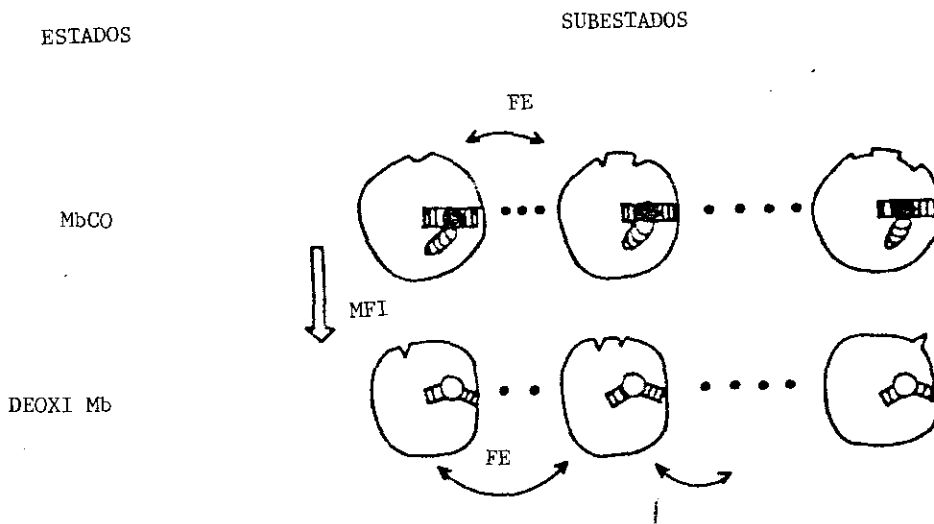 ESTADOS
SUBESTADOS
FE
MbCO
MFI
DEOXI Mb
FE